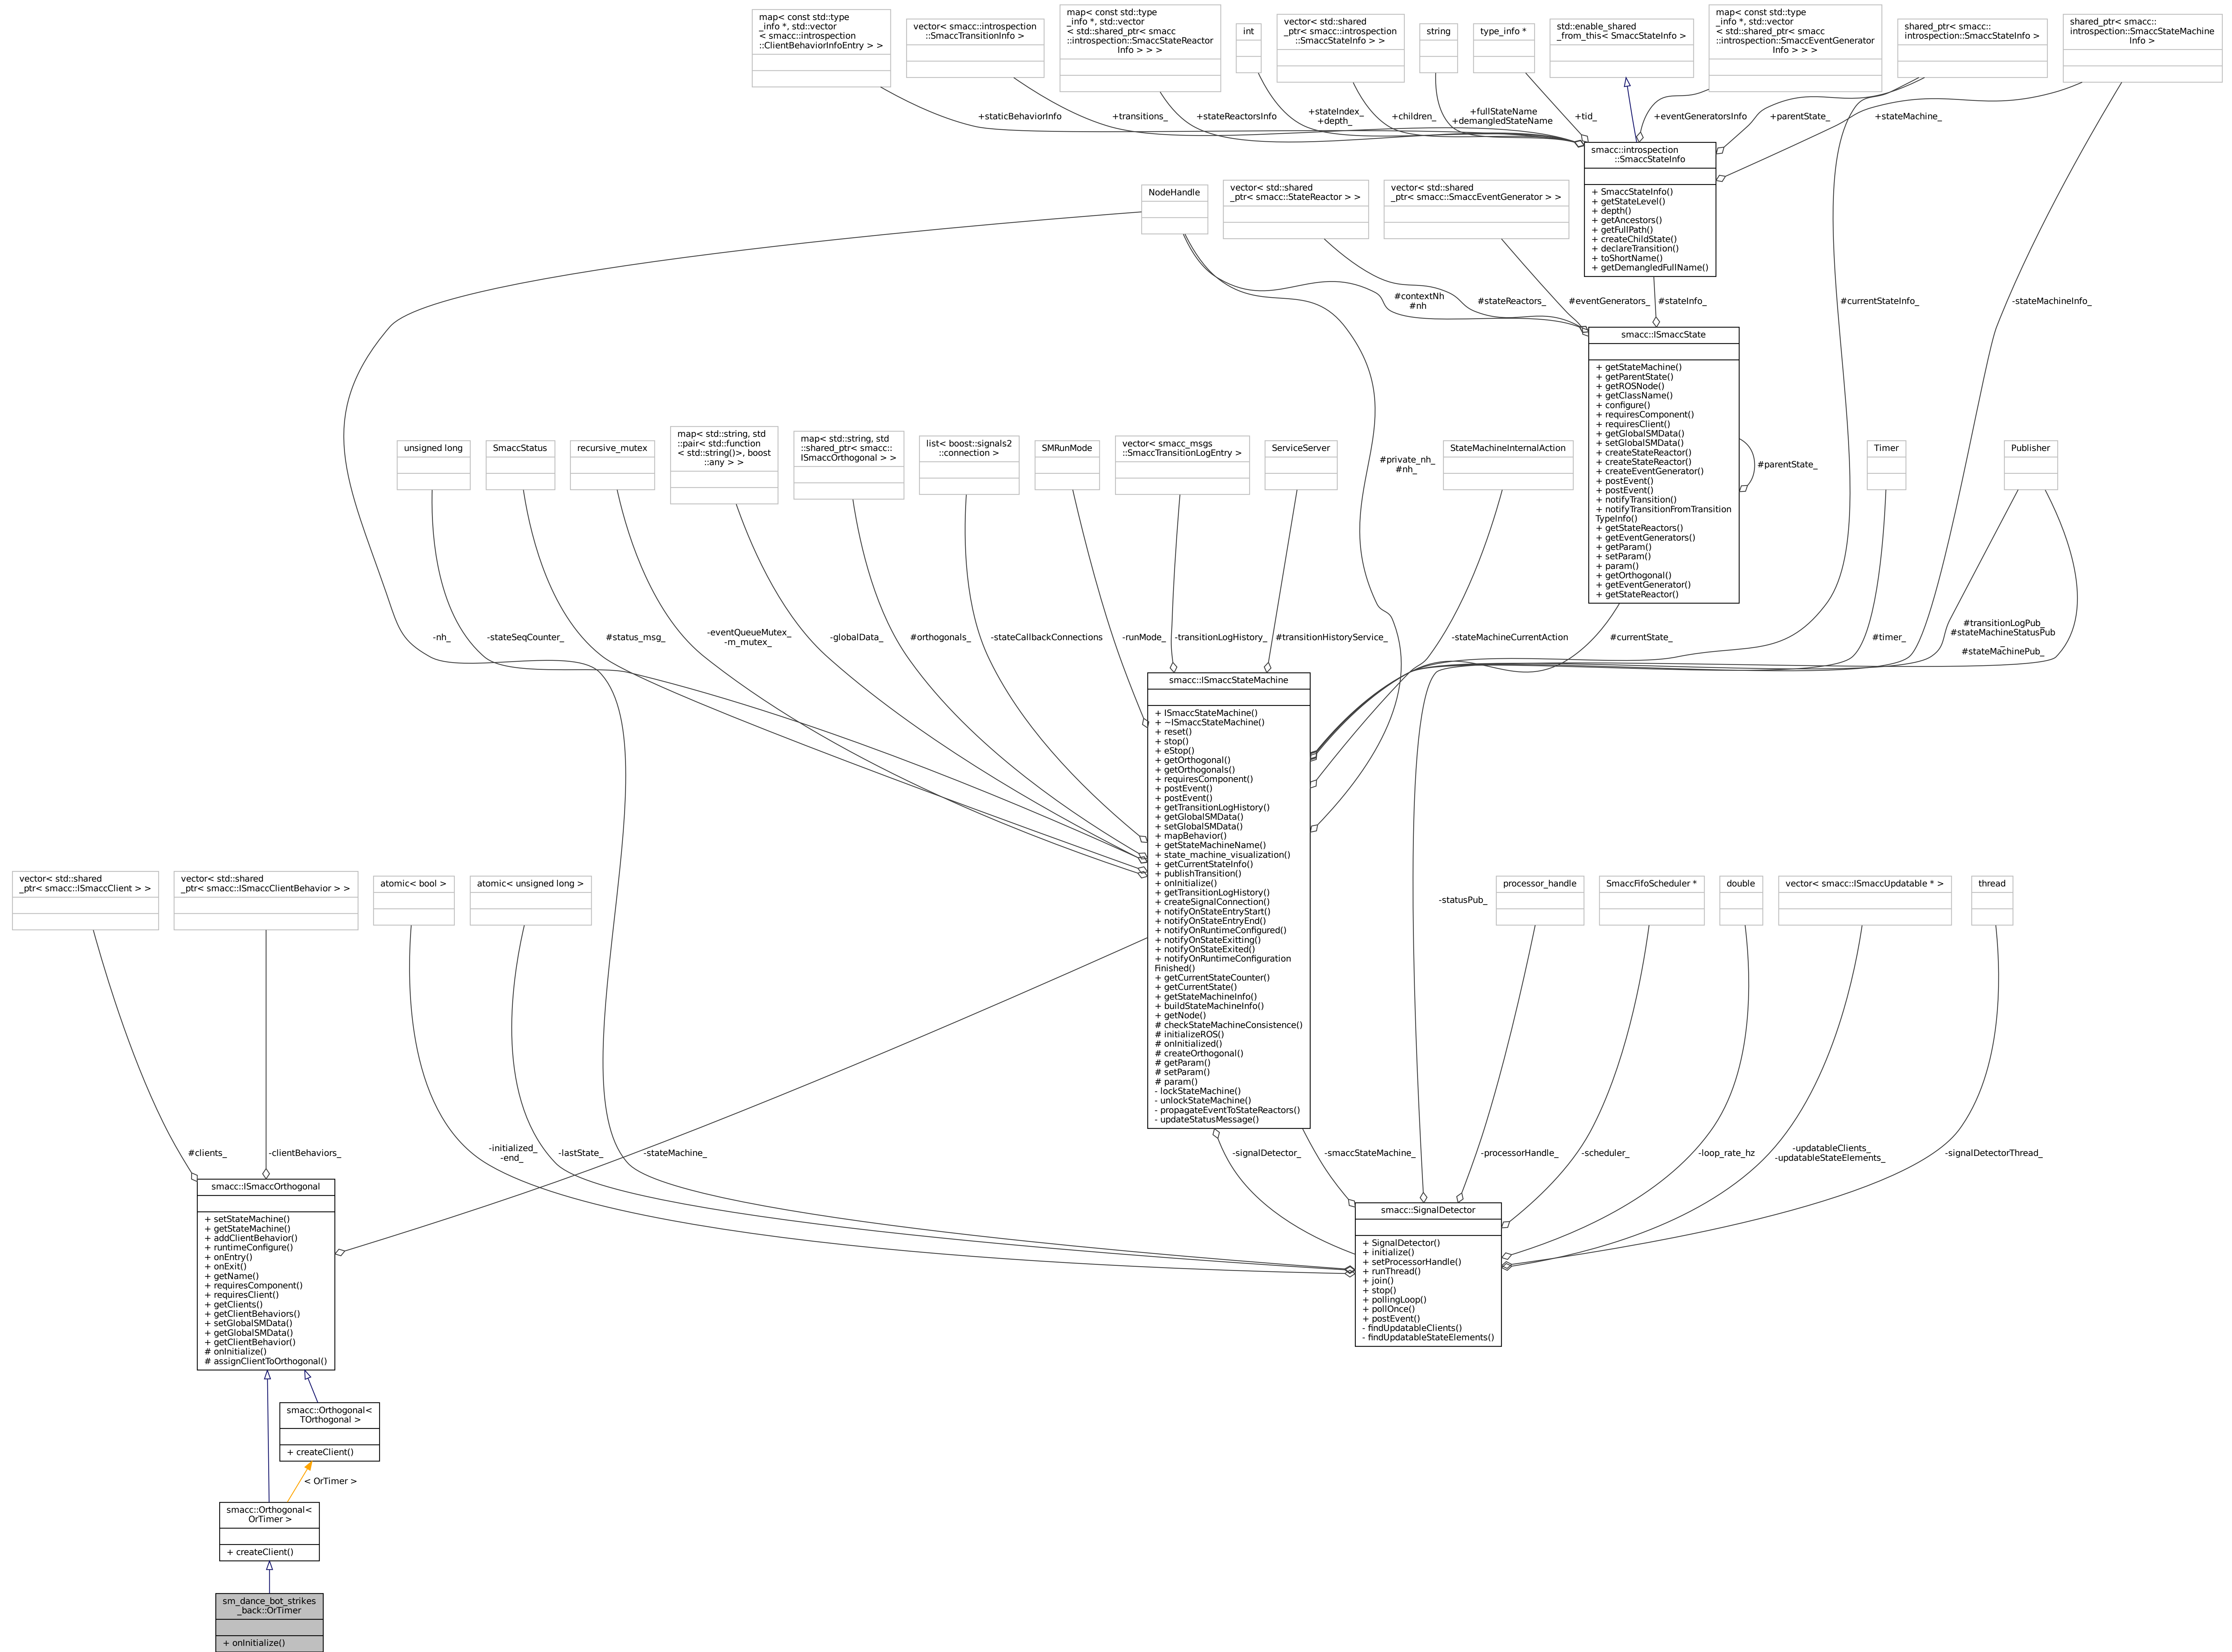 map< const std::type
_info *, std::vector
< smacc::introspection
::ClientBehaviorInfoEntry > >
vector< smacc::introspection
::SmaccTransitionInfo >
map< const std::type
_info *, std::vector
< std::shared_ptr< smacc
::introspection::SmaccStateReactor
Info > > >
int
vector< std::shared
_ptr< smacc::introspection
::SmaccStateInfo > >
string
type_info *
std::enable_shared
_from_this< SmaccStateInfo >
map< const std::type
_info *, std::vector
< std::shared_ptr< smacc
::introspection::SmaccEventGenerator
Info > > >
shared_ptr< smacc::
introspection::SmaccStateInfo >
shared_ptr< smacc::
introspection::SmaccStateMachine
Info >
+staticBehaviorInfo
+transitions_
+stateReactorsInfo
+stateIndex_
+depth_
+children_
+fullStateName
+demangledStateName
+tid_
+eventGeneratorsInfo
+parentState_
+stateMachine_
smacc::introspection
::SmaccStateInfo
+ SmaccStateInfo()
+ getStateLevel()
+ depth()
+ getAncestors()
+ getFullPath()
+ createChildState()
+ declareTransition()
+ toShortName()
+ getDemangledFullName()
NodeHandle
vector< std::shared
_ptr< smacc::StateReactor > >
vector< std::shared
_ptr< smacc::SmaccEventGenerator > >
#contextNh
#nh
#stateReactors_
#eventGenerators_
#stateInfo_
#currentStateInfo_
-stateMachineInfo_
smacc::ISmaccState
+ getStateMachine()
+ getParentState()
+ getROSNode()
+ getClassName()
+ configure()
+ requiresComponent()
+ requiresClient()
+ getGlobalSMData()
+ setGlobalSMData()
+ createStateReactor()
+ createStateReactor()
+ createEventGenerator()
+ postEvent()
+ postEvent()
+ notifyTransition()
+ notifyTransitionFromTransition
TypeInfo()
+ getStateReactors()
+ getEventGenerators()
+ getParam()
+ setParam()
+ param()
+ getOrthogonal()
+ getEventGenerator()
+ getStateReactor()
#parentState_
unsigned long
SmaccStatus
recursive_mutex
map< std::string, std
::pair< std::function
< std::string()>, boost
::any > >
map< std::string, std
::shared_ptr< smacc::
ISmaccOrthogonal > >
list< boost::signals2
::connection >
SMRunMode
vector< smacc_msgs
::SmaccTransitionLogEntry >
ServiceServer
#private_nh_
#nh_
StateMachineInternalAction
Timer
Publisher
-nh_
-stateSeqCounter_
#status_msg_
-eventQueueMutex_
-m_mutex_
-globalData_
#orthogonals_
-stateCallbackConnections
-runMode_
-transitionLogHistory_
#transitionHistoryService_
-stateMachineCurrentAction
#currentState_
#timer_
#transitionLogPub_
#stateMachineStatusPub
_
#stateMachinePub_
smacc::ISmaccStateMachine
+ ISmaccStateMachine()
+ ~ISmaccStateMachine()
+ reset()
+ stop()
+ eStop()
+ getOrthogonal()
+ getOrthogonals()
+ requiresComponent()
+ postEvent()
+ postEvent()
+ getTransitionLogHistory()
+ getGlobalSMData()
+ setGlobalSMData()
+ mapBehavior()
+ getStateMachineName()
+ state_machine_visualization()
+ getCurrentStateInfo()
+ publishTransition()
+ onInitialize()
+ getTransitionLogHistory()
+ createSignalConnection()
+ notifyOnStateEntryStart()
+ notifyOnStateEntryEnd()
+ notifyOnRuntimeConfigured()
+ notifyOnStateExitting()
+ notifyOnStateExited()
+ notifyOnRuntimeConfiguration
Finished()
+ getCurrentStateCounter()
+ getCurrentState()
+ getStateMachineInfo()
+ buildStateMachineInfo()
+ getNode()
# checkStateMachineConsistence()
# initializeROS()
# onInitialized()
# createOrthogonal()
# getParam()
# setParam()
# param()
- lockStateMachine()
- unlockStateMachine()
- propagateEventToStateReactors()
- updateStatusMessage()
vector< std::shared
_ptr< smacc::ISmaccClient > >
vector< std::shared
_ptr< smacc::ISmaccClientBehavior > >
atomic< bool >
atomic< unsigned long >
-statusPub_
processor_handle
SmaccFifoScheduler *
double
vector< smacc::ISmaccUpdatable * >
thread
#clients_
-clientBehaviors_
-initialized_
-end_
-lastState_
-stateMachine_
-signalDetector_
-smaccStateMachine_
-processorHandle_
-scheduler_
-loop_rate_hz
-updatableClients_
-updatableStateElements_
-signalDetectorThread_
smacc::ISmaccOrthogonal
+ setStateMachine()
+ getStateMachine()
+ addClientBehavior()
+ runtimeConfigure()
+ onEntry()
+ onExit()
+ getName()
+ requiresComponent()
+ requiresClient()
+ getClients()
+ getClientBehaviors()
+ setGlobalSMData()
+ getGlobalSMData()
+ getClientBehavior()
# onInitialize()
# assignClientToOrthogonal()
smacc::SignalDetector
+ SignalDetector()
+ initialize()
+ setProcessorHandle()
+ runThread()
+ join()
+ stop()
+ pollingLoop()
+ pollOnce()
+ postEvent()
- findUpdatableClients()
- findUpdatableStateElements()
smacc::Orthogonal<
TOrthogonal >
+ createClient()
< OrTimer >
smacc::Orthogonal<
OrTimer >
+ createClient()
sm_dance_bot_strikes
_back::OrTimer
+ onInitialize()